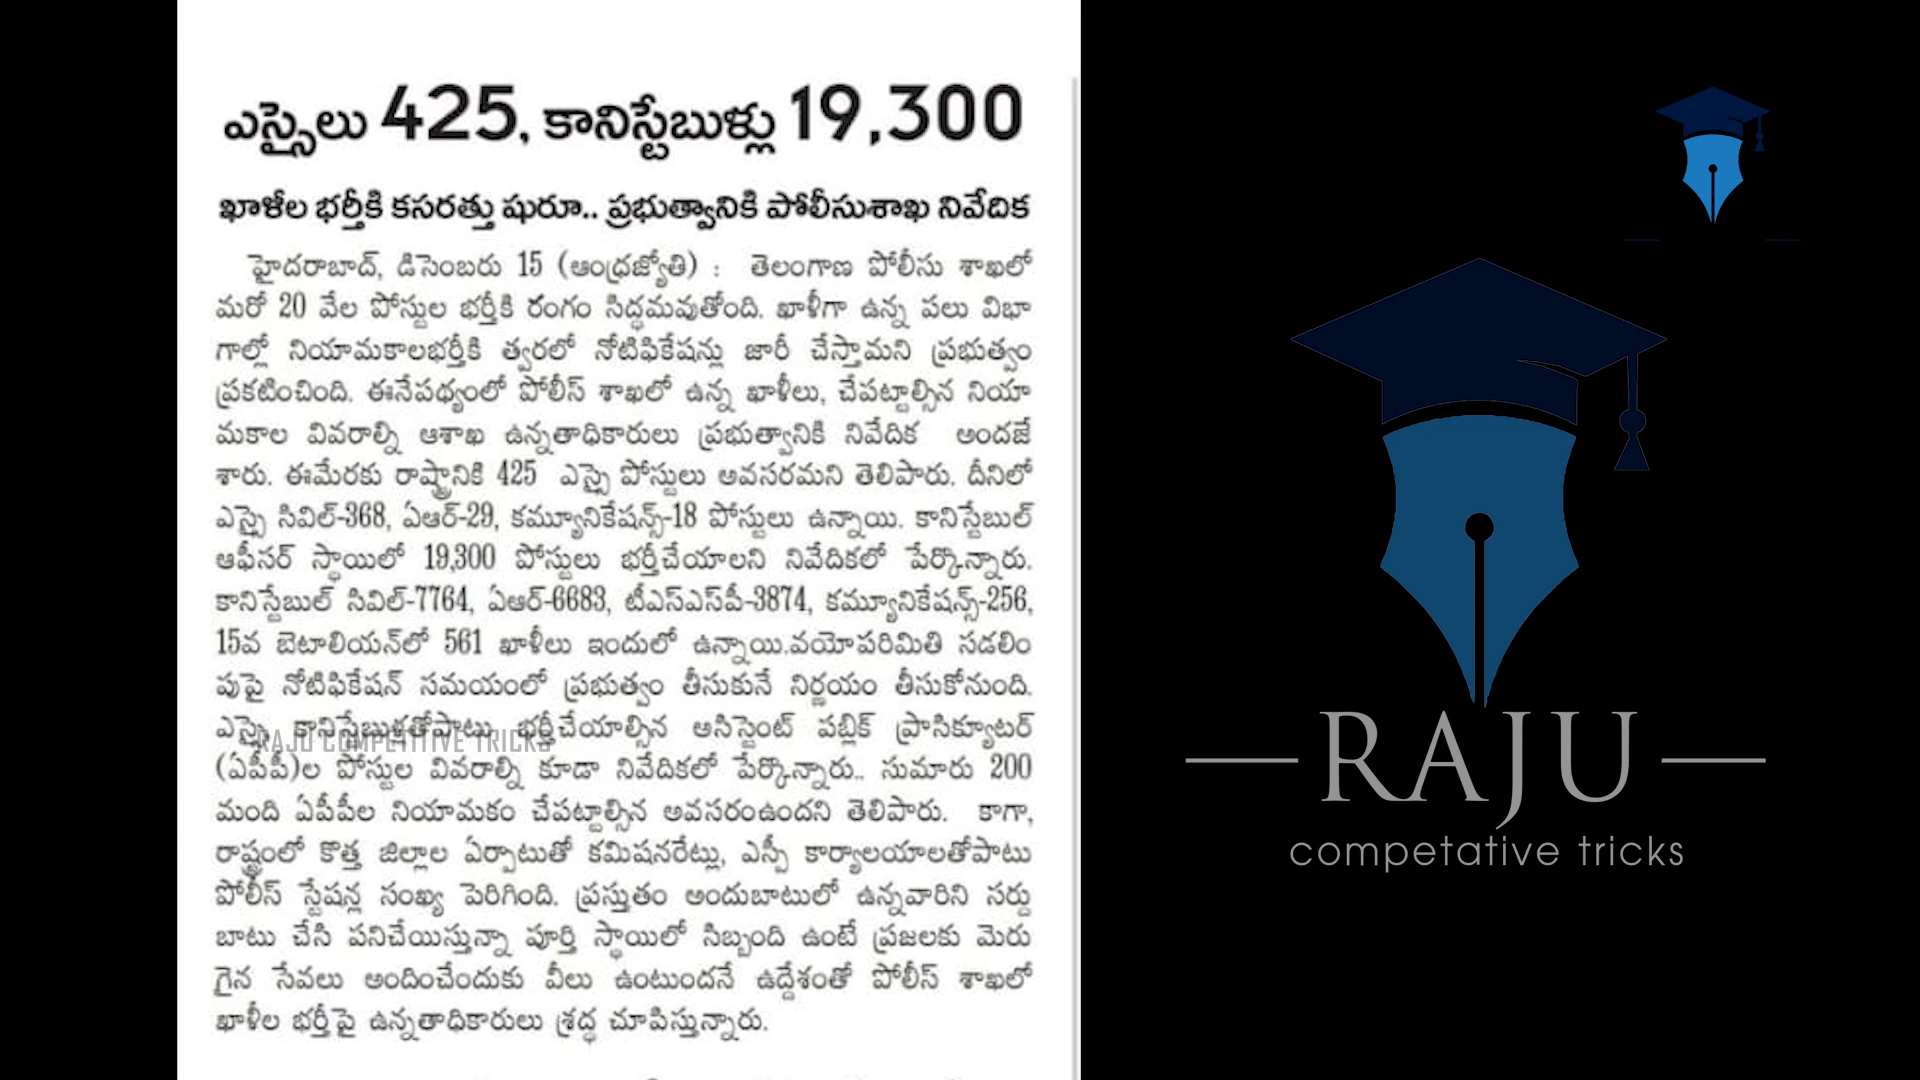 ఎస్సైలు 425, కానిస్టేబుళ్లు 19,300
ఖాళీల భర్తీకి కసరత్తు షురూ.. ప్రభుత్వానికి పోలీసుశాఖ నివేదిక
హైదరాబాద్, డిసెంబరు 15 (ఆంధ్రజ్యోతి) : తెలంగాణ పోలీసు శాఖలో
మరో 20 వేల పోస్టుల భర్తీకి రంగం సిద్ధమవుతోంది. ఖాళీగా ఉన్న పలు విభా
గాల్లో నియామకాలభర్తీకి త్వరలో నోటిఫికేషన్లు జారీ చేస్తామని ప్రభుత్వం
ప్రకటించింది. ఈనేపథ్యంలో పోలీస్ శాఖలో ఉన్న ఖాళీలు, చేపట్టాల్సిన నియా
మకాల వివరాల్ని ఆశాఖ ఉన్నతాధికారులు ప్రభుత్వానికి నివేదిక అందజే
శారు. ఈమేరకు రాష్ట్రానికి 425 ఎస్సై పోస్టులు అవసరమని తెలిపారు. దీనిలో
ఎస్సై సివిల్-368, ఏఆర్-29, కమ్యూనికేషన్స్-18 పోస్టులు ఉన్నాయి. కానిస్టేబుల్
ఆఫీసర్ స్థాయిలో 19,300 పోస్టులు భర్తీచేయాలని నివేదికలో పేర్కొన్నారు.
కానిస్టేబుల్ సివిల్-7764, ఏఆర్-6683, టీఎస్ఎస్‌పీ-3874, కమ్యూనికేషన్స్-256,
15వ బెటాలియన్‌లో 561 ఖాళీలు ఇందులో ఉన్నాయి.వయోపరిమితి సడలిం
పుపై నోటిఫికేషన్ సమయంలో ప్రభుత్వం తీసుకునే నిర్ణయం తీసుకోనుంది.
ఎస్సై, కానిస్టేబుళ్లతోపాటు భర్తీచేయాల్సిన అసిస్టెంట్ పబ్లిక్ ప్రాసిక్యూటర్
RAJU COMPETITIVE TRICKS
(ఏపీపీ)ల పోస్టుల వివరాల్ని కూడా నివేదికలో పేర్కొన్నారు.. సుమారు 200
మంది ఏపీపీల నియామకం చేపట్టాల్సిన అవసరంఉందని తెలిపారు. కాగా,
రాష్ట్రంలో కొత్త జిల్లాల ఏర్పాటుతో కమిషనరేట్లు, ఎస్పీ కార్యాలయాలతోపాటు
పోలీస్ స్టేషన్ల సంఖ్య పెరిగింది. ప్రస్తుతం అందుబాటులో ఉన్నవారిని సర్దు
బాటు చేసి పనిచేయిస్తున్నా పూర్తి స్థాయిలో సిబ్బంది ఉంటే ప్రజలకు మెరు
గైన సేవలు అందించేందుకు వీలు ఉంటుందనే ఉద్దేశంతో పోలీస్ శాఖలో
ఖాళీల భర్తీపై ఉన్నతాధికారులు శ్రద్ధ చూపిస్తున్నారు.
RAJU
competative tricks